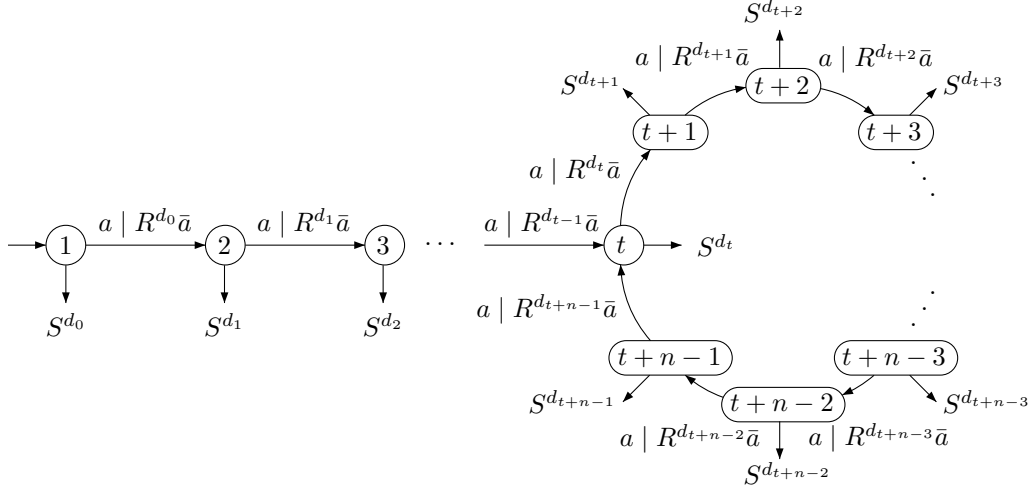 S^{d_{t+2}}
a | R^{d_{t+1}}ā a | R^{d_{t+2}}ā
S^{d_{t+1}} t + 2 S^{d_{t+3}}
t + 1 t + 3
a | R^{d_t}ā
a | R^{d_0}ā a | R^{d_1}ā a | R^{d_{t-1}}ā
1 2 3 ⋯ t S^{d_t}
a | R^{d_{t+n-1}}ā
S^{d_0} S^{d_1} S^{d_2}
t + n − 1 t + n − 3
S^{d_{t+n-1}} t + n − 2 S^{d_{t+n-3}}
a | R^{d_{t+n-2}}ā a | R^{d_{t+n-3}}ā
S^{d_{t+n-2}}